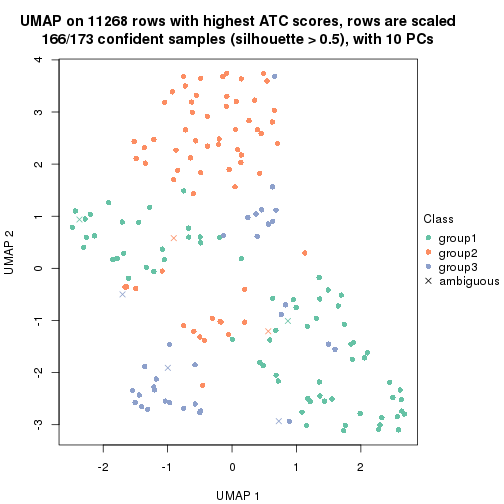 UMAP on 11268 rows with highest ATC scores, rows are scaled
166/173 confident samples (silhouette > 0.5), with 10 PCs
4
3
2
1
0
-1
-2
-3
UMAP 2
-2
-1
0
1
2
UMAP 1
Class
group1
group2
group3
ambiguous